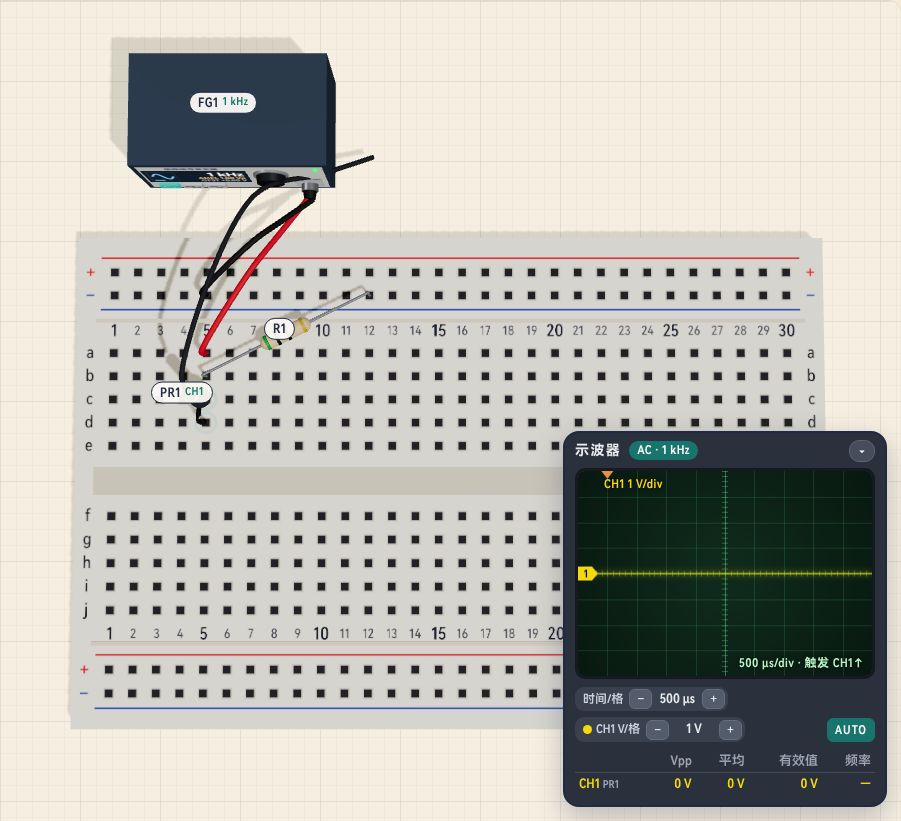 FG1 1 kHz
1 kHz
+ +
− −
1 2 3 4 5 6 7 10 11 12 13 14 15 16 17 18 19 20 21 22 23 24 25 26 27 28 29 30
R1
a a
b b
PR1 CH1
c c
d d
e
示波器 AC · 1 kHz
CH1 1 V/div
f
g
h
i
j
1
1 2 3 4 5 6 7 8 9 10 11 12 13 14 15 16 17 18 19 20
500 µs/div · 触发 CH1↑
+
−
时间/格 − 500 µs +
CH1 V/格 − 1 V + AUTO
Vpp 平均 有效值 频率
CH1 PR1 0 V 0 V 0 V —